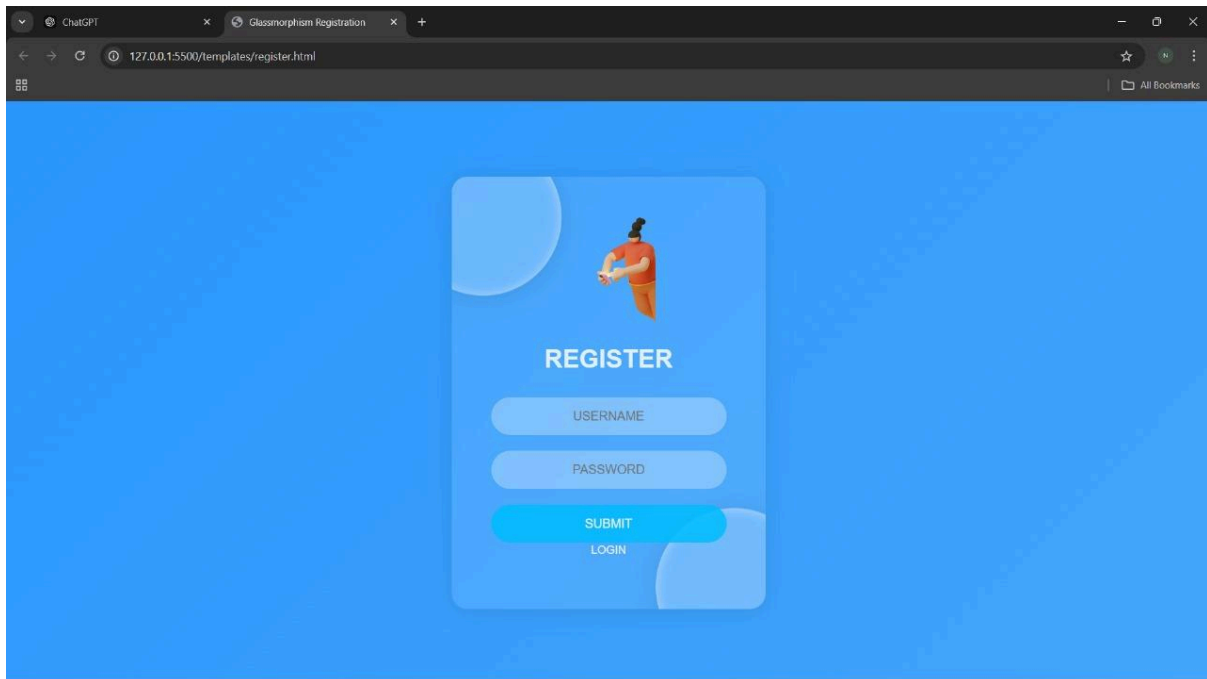 ChatGPT
Glassmorphism Registration
127.0.0.1:5500/templates/register.html
N
All Bookmarks
REGISTER
USERNAME
PASSWORD
SUBMIT
LOGIN